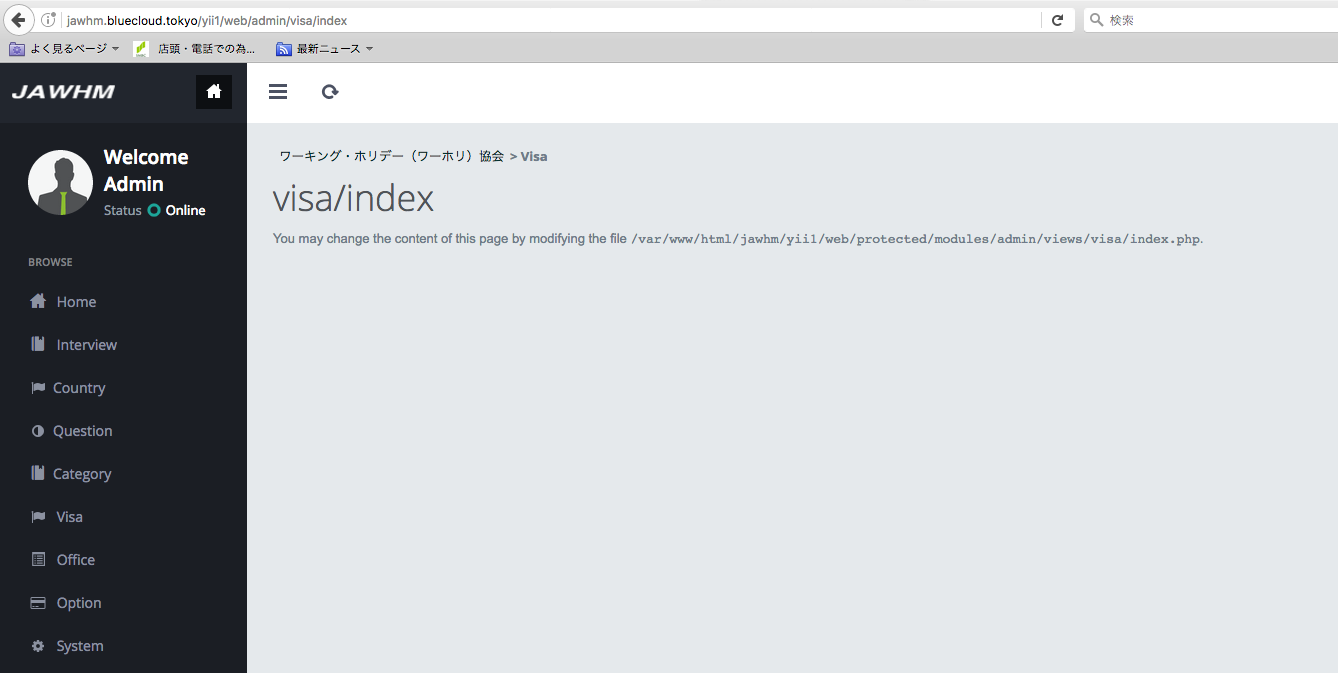 jawhm.bluecloud.tokyo/yii1/web/admin/visa/index
検索
よく見るページ
店頭・電話での為...
最新ニュース
JAWHM
Welcome
Admin
Status Online
BROWSE
Home
Interview
Country
Question
Category
Visa
Office
Option
System
ワーキング・ホリデー（ワーホリ）協会 > Visa
visa/index
You may change the content of this page by modifying the file /var/www/html/jawhm/yii1/web/protected/modules/admin/views/visa/index.php.